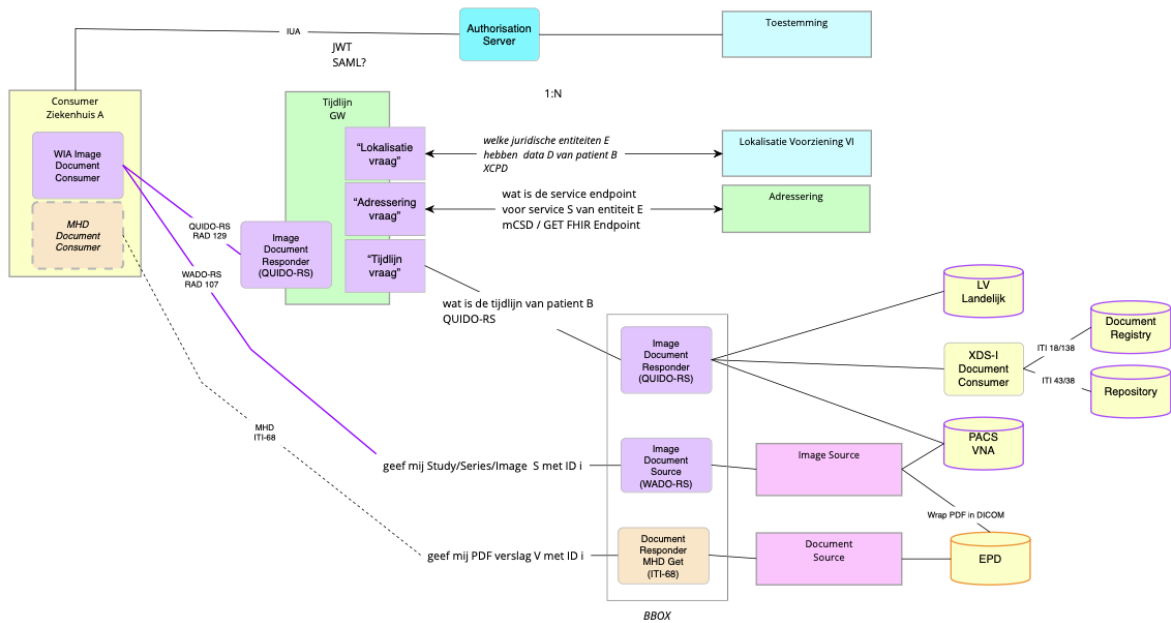 IUA
JWT
SAML?
Authorisation
Server
Toestemming
Consumer
Ziekenhuis A
WIA Image
Document
Consumer
MHD
Document
Consumer
Tijdlijn
GW
1:N
"Lokalisatie
vraag"
welke juridische entiteiten E
hebben data D van patient B
XCPD
Lokalisatie Voorziening VI
"Adressering
vraag"
wat is de service endpoint
voor service S van entiteit E
mCSD / GET FHIR Endpoint
Adressering
QUIDO-RS
RAD 129
Image
Document
Responder
(QUIDO-RS)
"Tijdlijn
vraag"
WADO-RS
RAD 107
wat is de tijdlijn van patient B
QUIDO-RS
LV
Landelijk
Image
Document
Responder
(QUIDO-RS)
XDS-I
Document
Consumer
ITI 18/138
Document
Registry
ITI 43/38
Repository
MHD
ITI-68
PACS
VNA
geef mij Study/Series/Image S met ID i
Image
Document
Source
(WADO-RS)
Image Source
Wrap PDF in DICOM
geef mij PDF verslag V met ID i
Document
Responder
MHD Get
(ITI-68)
Document
Source
EPD
BBOX